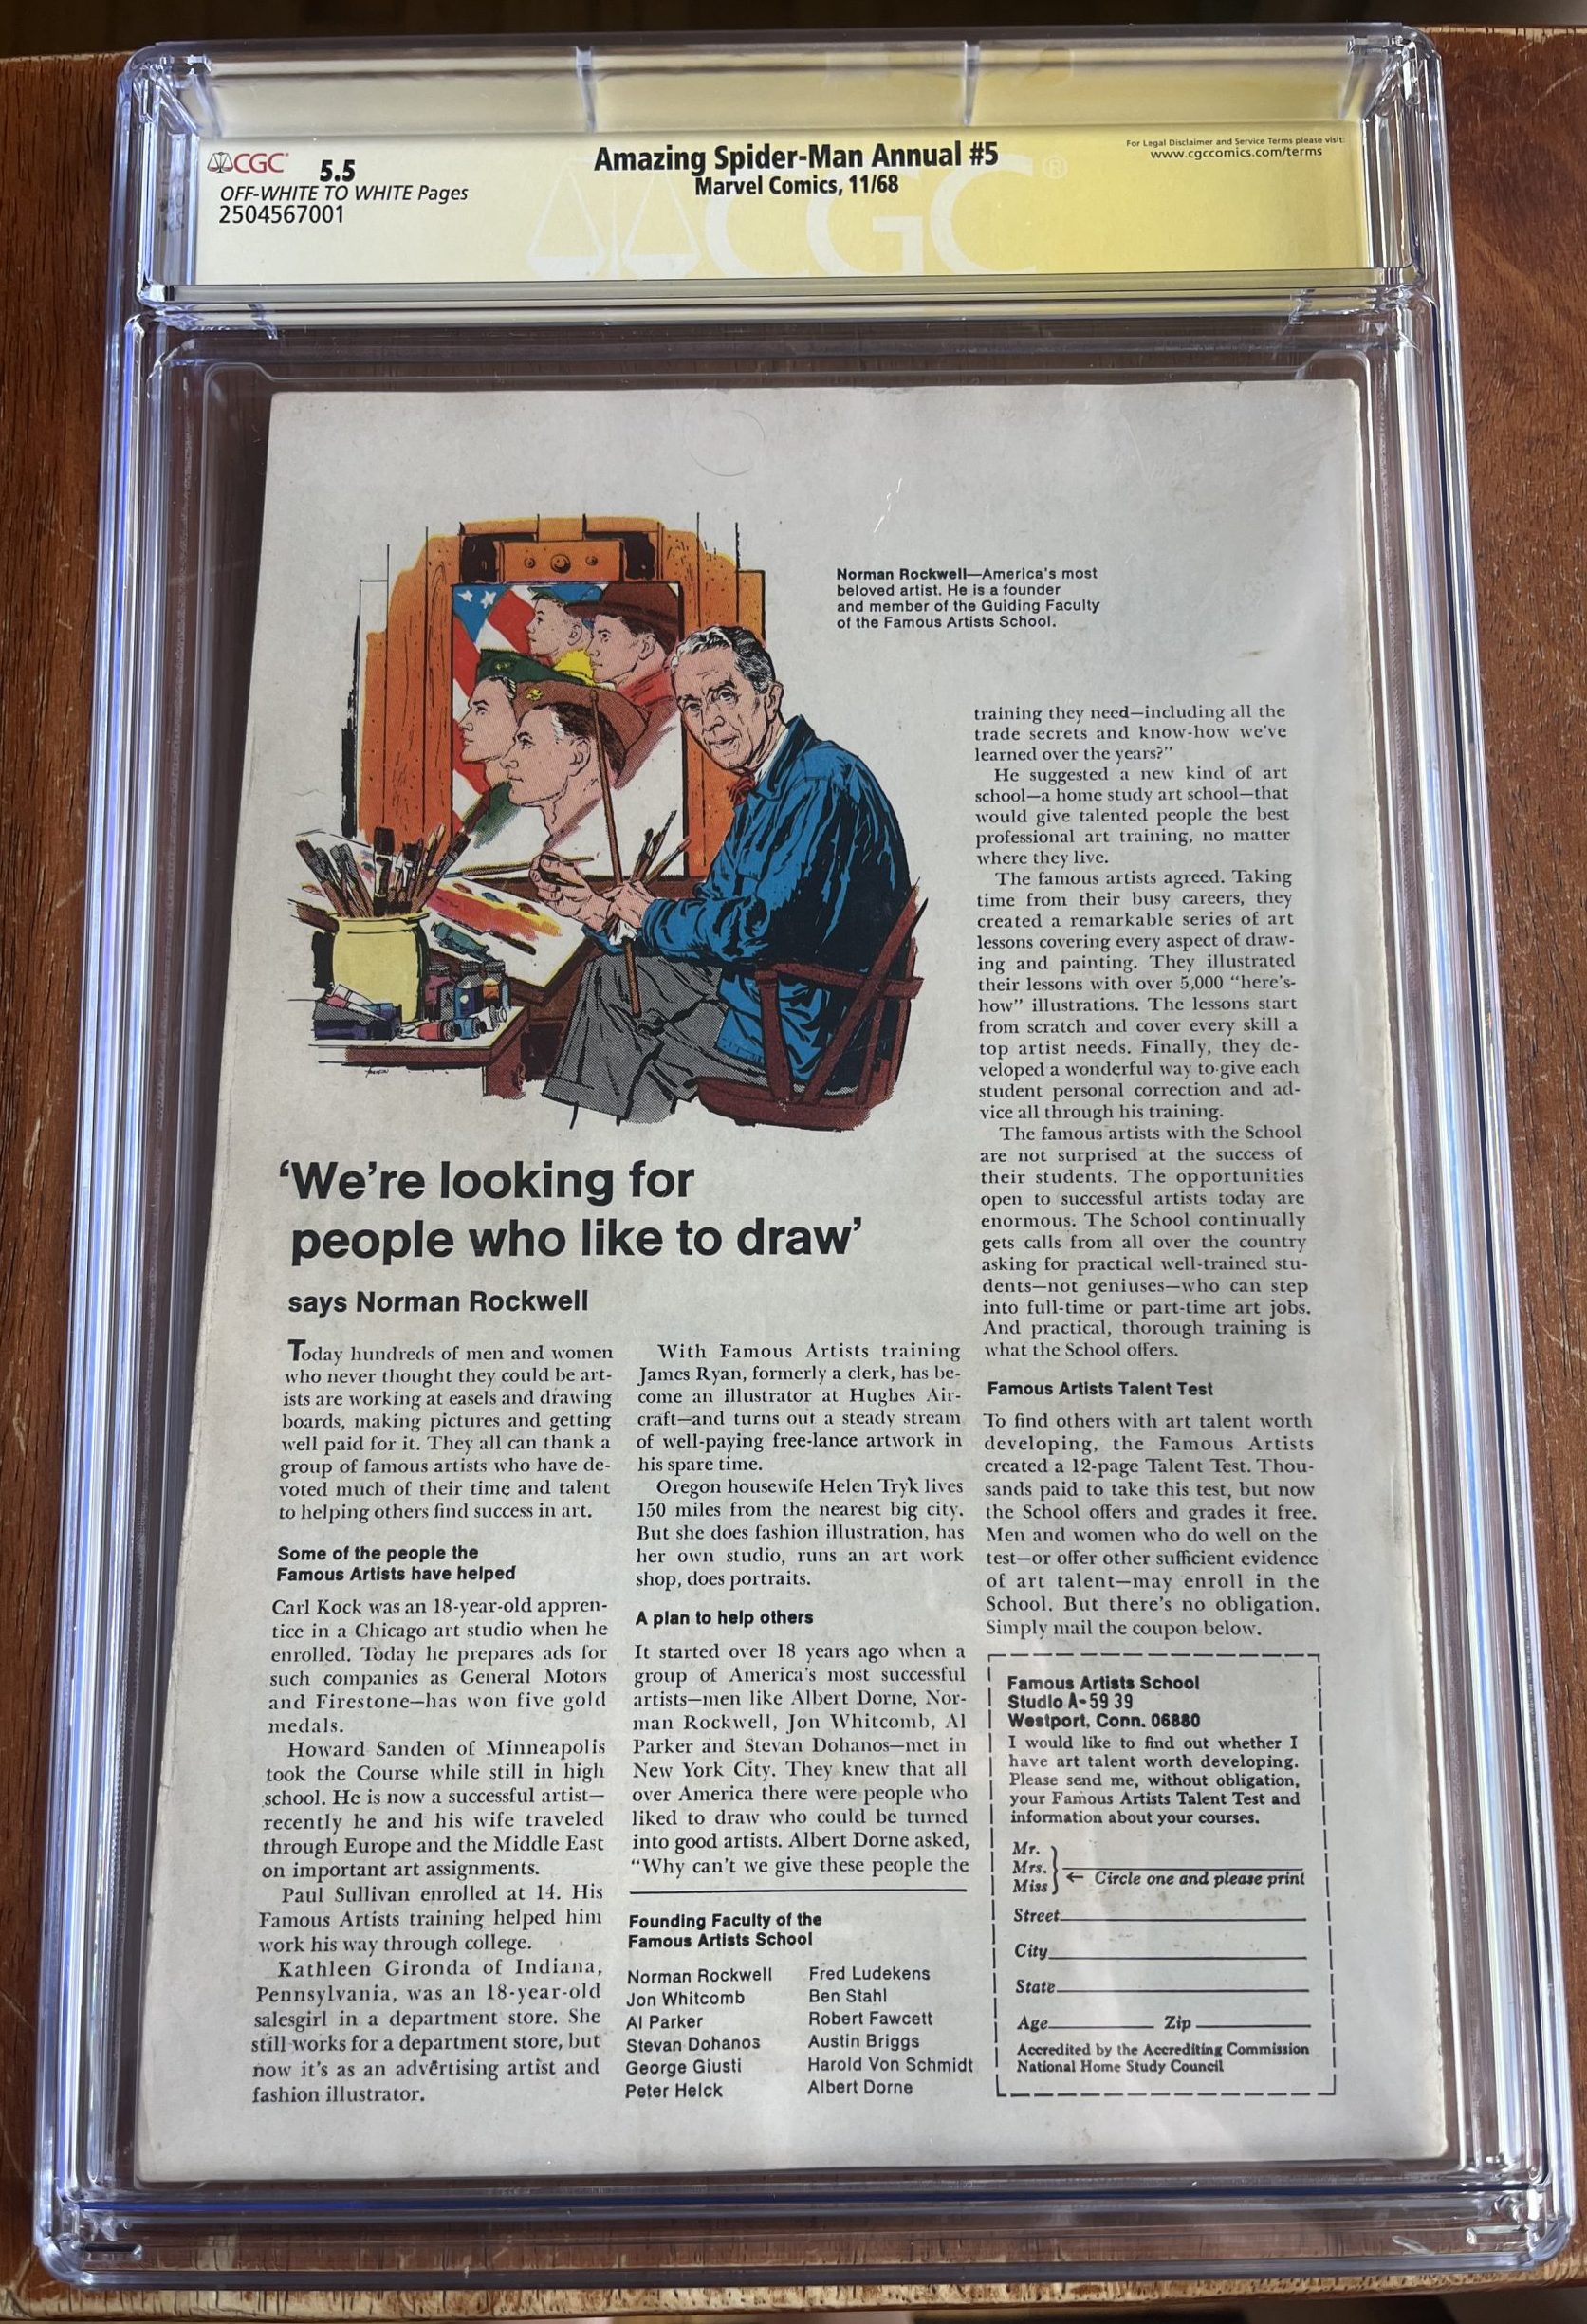 CGC
5.5
OFF-WHITE TO WHITE Pages
2504567001
Amazing Spider-Man Annual #5
Marvel Comics, 11/68
For Legal Disclaimer and Service Terms please visit:
www.cgccomics.com/terms
CGC
Norman Rockwell—America's most
beloved artist. He is a founder
and member of the Guiding Faculty
of the Famous Artists School.
‘We're looking for
people who like to draw’
says Norman Rockwell
Today hundreds of men and women
who never thought they could be art-
ists are working at easels and drawing
boards, making pictures and getting
well paid for it. They all can thank a
group of famous artists who have de-
voted much of their time and talent
to helping others find success in art.
Some of the people the
Famous Artists have helped
Carl Kock was an 18-year-old appren-
tice in a Chicago art studio when he
enrolled. Today he prepares ads for
such companies as General Motors
and Firestone—has won five gold
medals.
Howard Sanden of Minneapolis
took the Course while still in high
school. He is now a successful artist—
recently he and his wife traveled
through Europe and the Middle East
on important art assignments.
Paul Sullivan enrolled at 14. His
Famous Artists training helped him
work his way through college.
Kathleen Gironda of Indiana,
Pennsylvania, was an 18-year-old
salesgirl in a department store. She
still works for a department store, but
now it's as an advertising artist and
fashion illustrator.
With Famous Artists training
James Ryan, formerly a clerk, has be-
come an illustrator at Hughes Air-
craft—and turns out a steady stream
of well-paying free-lance artwork in
his spare time.
Oregon housewife Helen Tryk lives
150 miles from the nearest big city.
But she does fashion illustration, has
her own studio, runs an art work
shop, does portraits.
A plan to help others
It started over 18 years ago when a
group of America's most successful
artists—men like Albert Dorne, Nor-
man Rockwell, Jon Whitcomb, Al
Parker and Stevan Dohanos—met in
New York City. They knew that all
over America there were people who
liked to draw who could be turned
into good artists. Albert Dorne asked,
“Why can't we give these people the
Founding Faculty of the
Famous Artists School
Norman Rockwell
Jon Whitcomb
Al Parker
Stevan Dohanos
George Giusti
Peter Helck
Fred Ludekens
Ben Stahl
Robert Fawcett
Austin Briggs
Harold Von Schmidt
Albert Dorne
training they need—including all the
trade secrets and know-how we've
learned over the years?”
He suggested a new kind of art
school—a home study art school—that
would give talented people the best
professional art training, no matter
where they live.
The famous artists agreed. Taking
time from their busy careers, they
created a remarkable series of art
lessons covering every aspect of draw-
ing and painting. They illustrated
their lessons with over 5,000 “here's-
how” illustrations. The lessons start
from scratch and cover every skill a
top artist needs. Finally, they de-
veloped a wonderful way to give each
student personal correction and ad-
vice all through his training.
The famous artists with the School
are not surprised at the success of
their students. The opportunities
open to successful artists today are
enormous. The School continually
gets calls from all over the country
asking for practical well-trained stu-
dents—not geniuses—who can step
into full-time or part-time art jobs.
And practical, thorough training is
what the School offers.
Famous Artists Talent Test
To find others with art talent worth
developing, the Famous Artists
created a 12-page Talent Test. Thou-
sands paid to take this test, but now
the School offers and grades it free.
Men and women who do well on the
test—or offer other sufficient evidence
of art talent—may enroll in the
School. But there's no obligation.
Simply mail the coupon below.
Famous Artists School
Studio A-59 39
Westport, Conn. 06880
I would like to find out whether I
have art talent worth developing.
Please send me, without obligation,
your Famous Artists Talent Test and
information about your courses.
Mr.
Mrs.
Miss
← Circle one and please print
Street
City
State
Age Zip
Accredited by the Accrediting Commission
National Home Study Council